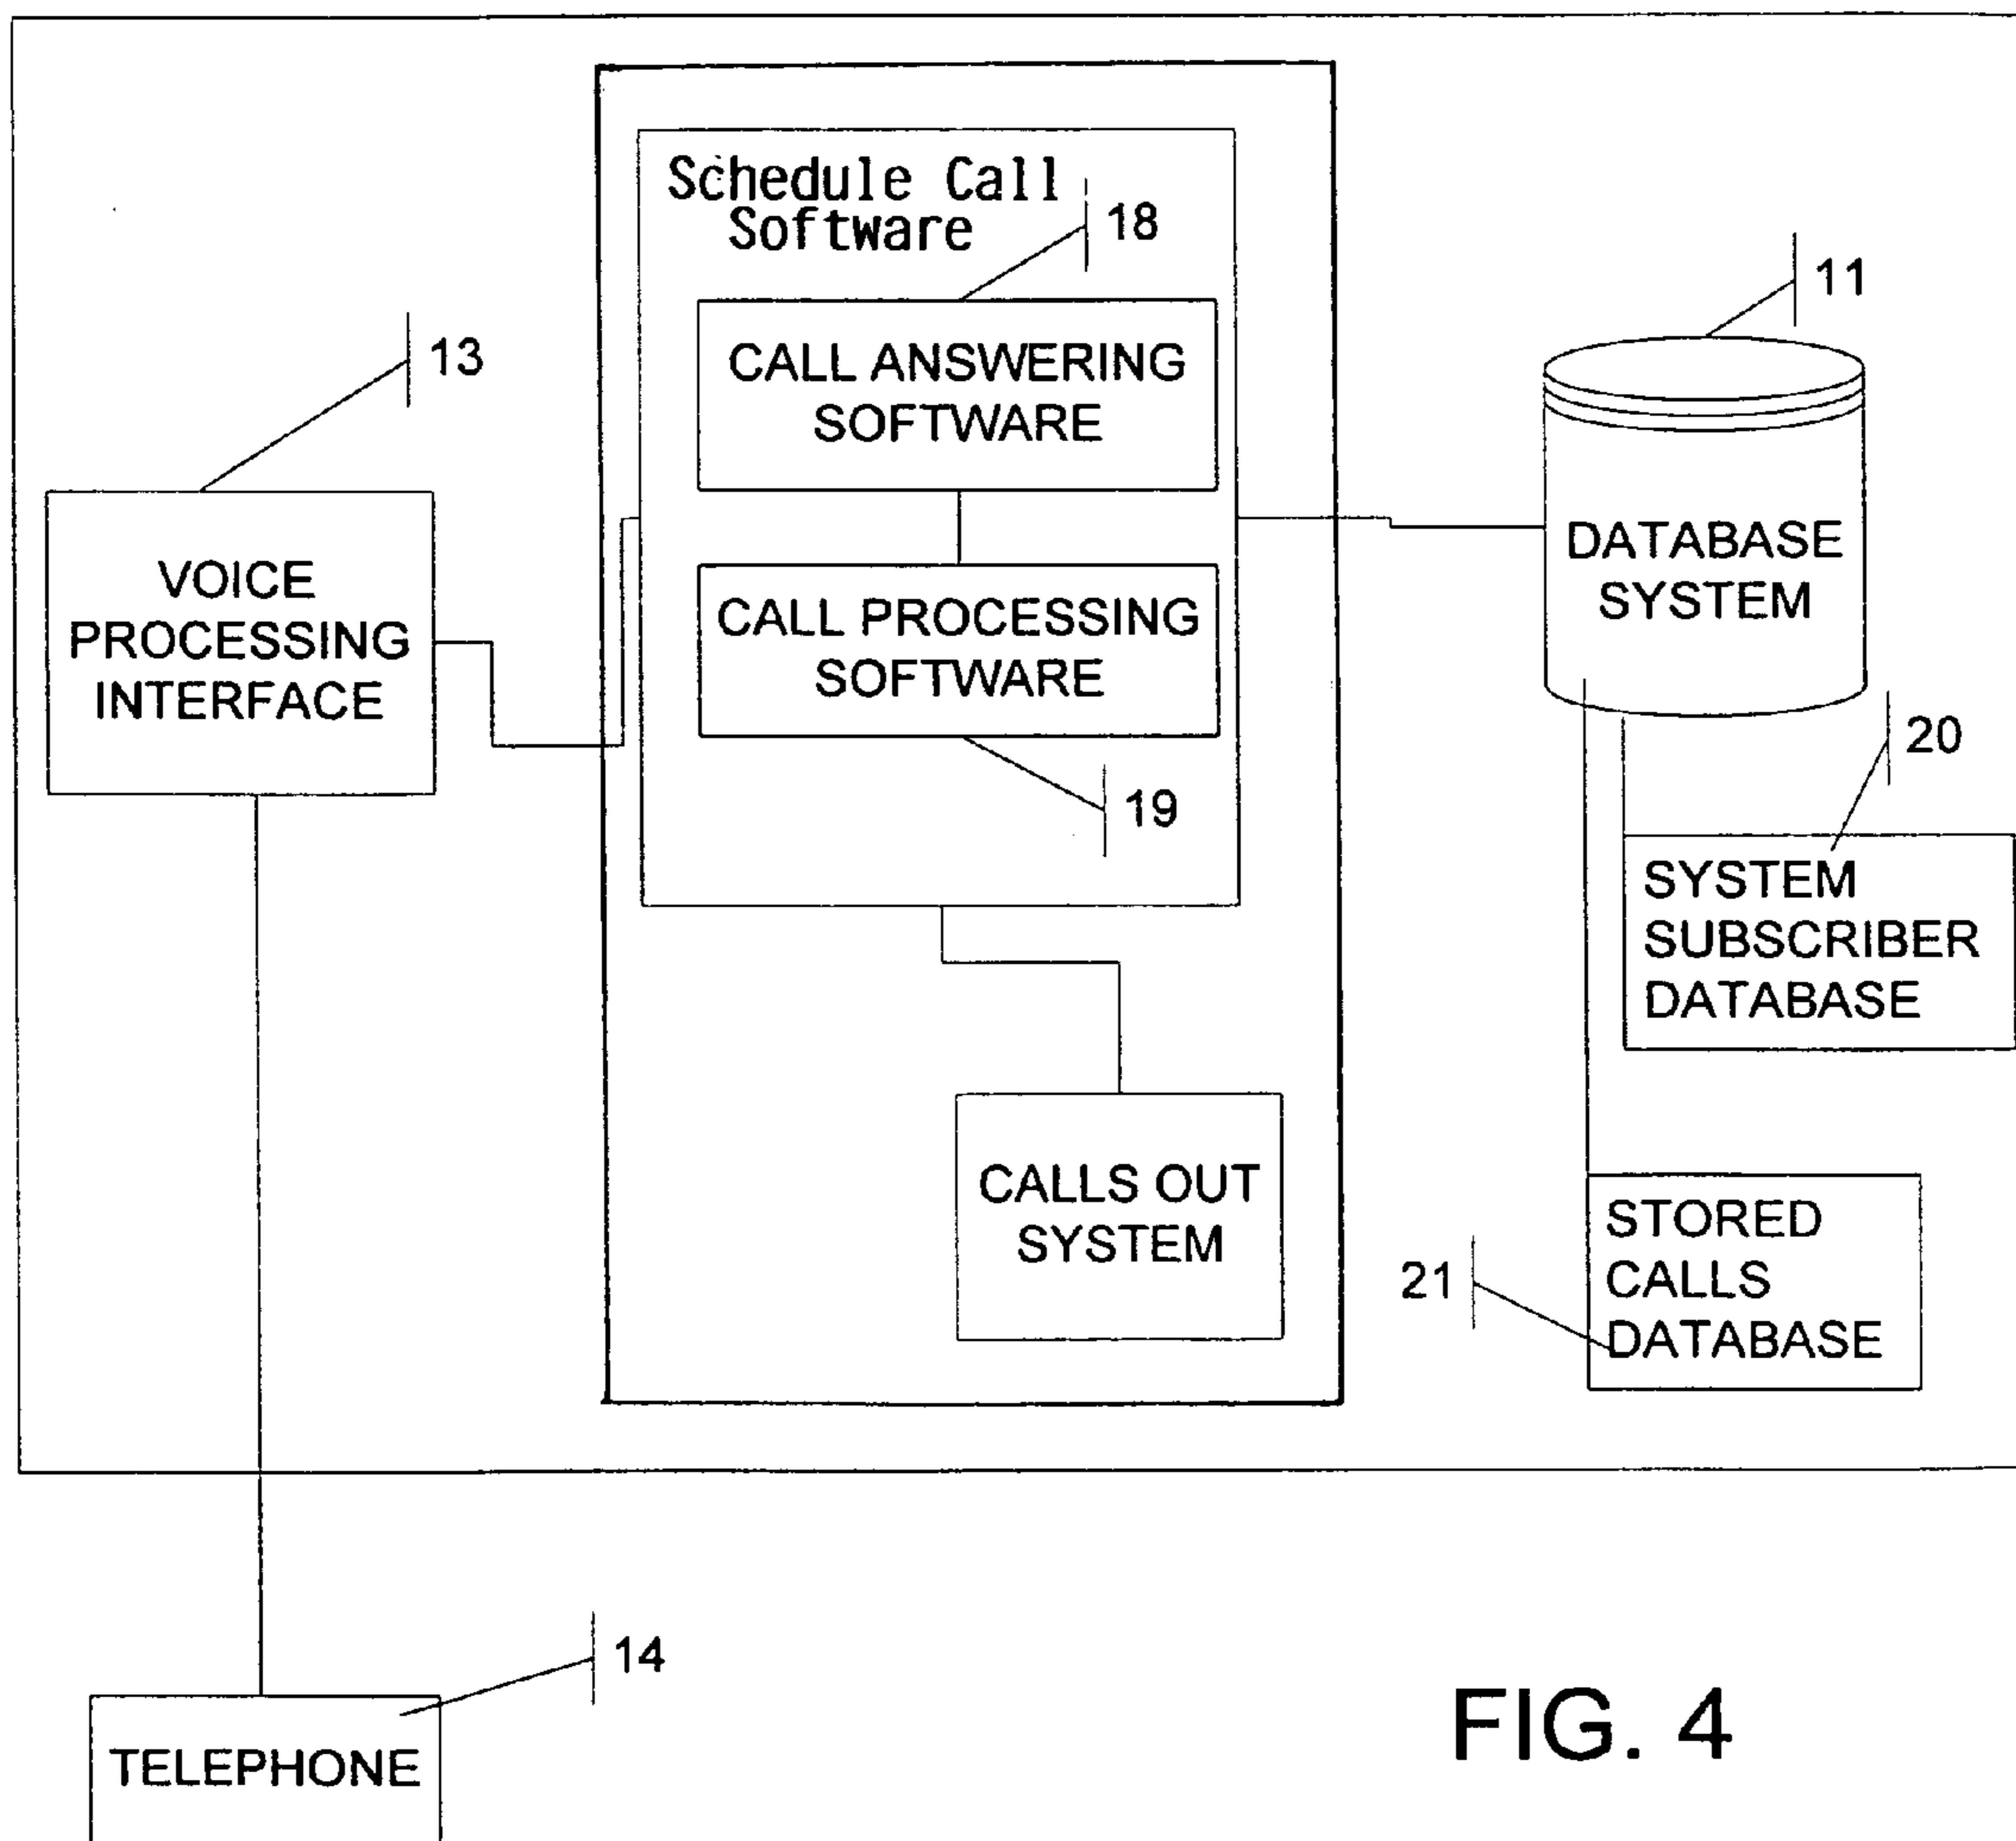 Schedule Call
Software
18
CALL ANSWERING
SOFTWARE
11
13
VOICE
PROCESSING
INTERFACE
CALL PROCESSING
SOFTWARE
19
DATABASE
SYSTEM
20
SYSTEM
SUBSCRIBER
DATABASE
CALLS OUT
SYSTEM
21
STORED
CALLS
DATABASE
14
TELEPHONE
FIG. 4